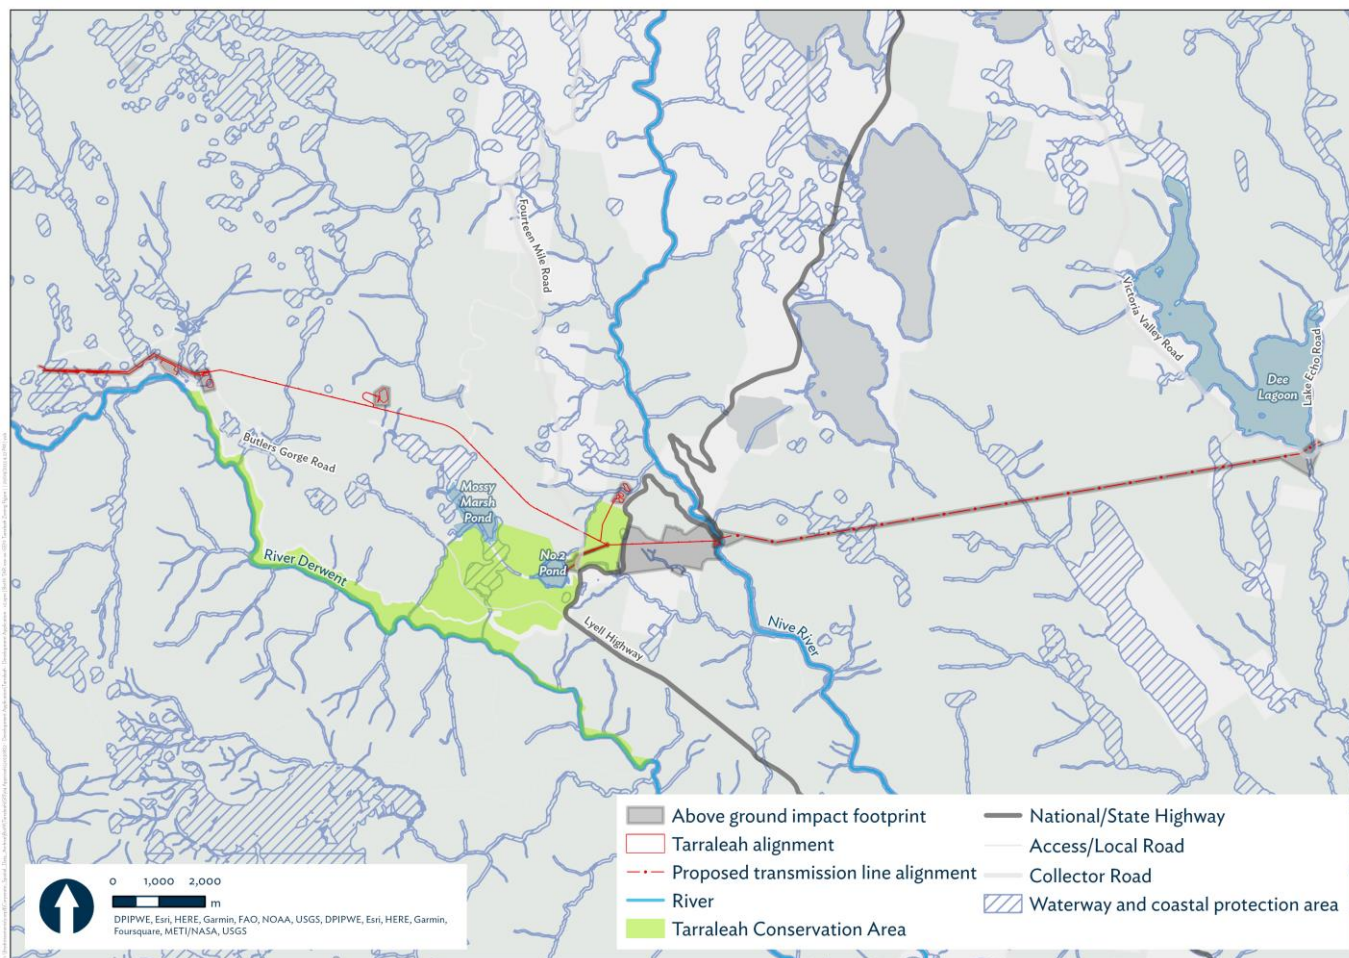 Fourteen Mile Road
Victoria Valley Road
Lake Echo Road
Dee
Lagoon
Butlers Gorge Road
Mossy
Marsh
Pond
No.2
Pond
River Derwent
Lyell Highway
Nive River
Above ground impact footprint
Tarraleah alignment
Proposed transmission line alignment
River
Tarraleah Conservation Area
National/State Highway
Access/Local Road
Collector Road
Waterway and coastal protection area
0 1,000 2,000
m
DPIPWE, Esri, HERE, Garmin, FAO, NOAA, USGS, DPIPWE, Esri, HERE, Garmin,
Foursquare, METI/NASA, USGS